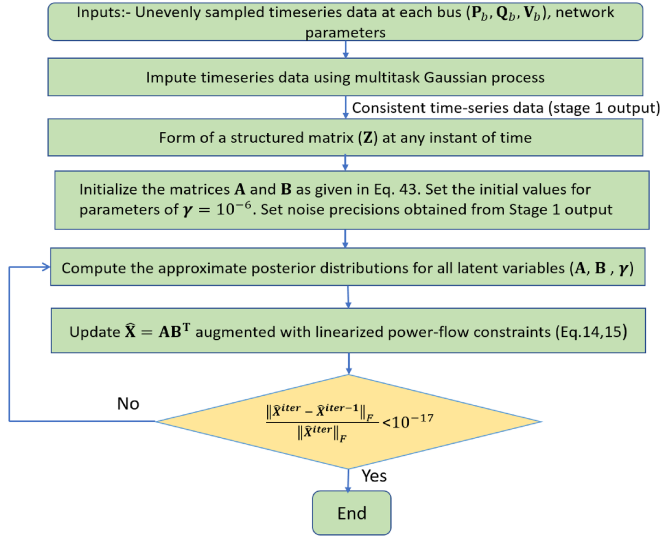 Inputs:- Unevenly sampled timeseries data at each bus (𝐏_b, 𝐐_b, 𝐕_b), network
parameters
Impute timeseries data using multitask Gaussian process
Consistent time-series data (stage 1 output)
Form of a structured matrix (𝐙) at any instant of time
Initialize the matrices 𝐀 and 𝐁 as given in Eq. 43. Set the initial values for
parameters of 𝜸 = 10⁻⁶. Set noise precisions obtained from Stage 1 output
Compute the approximate posterior distributions for all latent variables (𝐀, 𝐁 , 𝜸)
Update 𝐗̂ = 𝐀𝐁ᵀ augmented with linearized power-flow constraints (Eq.14,15)
No
‖𝑿̂^iter − 𝑿̂^iter−1‖_F / ‖𝑿̂^iter‖_F <10⁻¹⁷
Yes
End